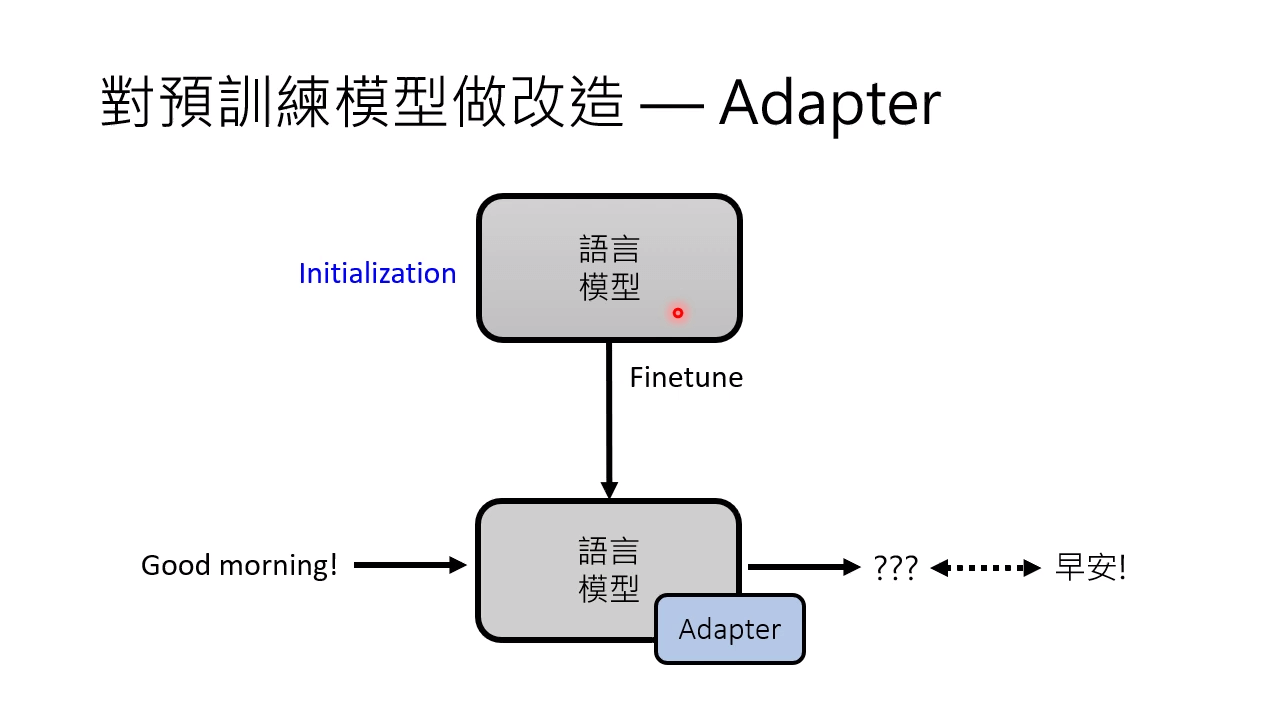 對預訓練模型做改造 — Adapter
語言
模型
Initialization
Finetune
Good morning!
語言
模型
Adapter
???
早安!